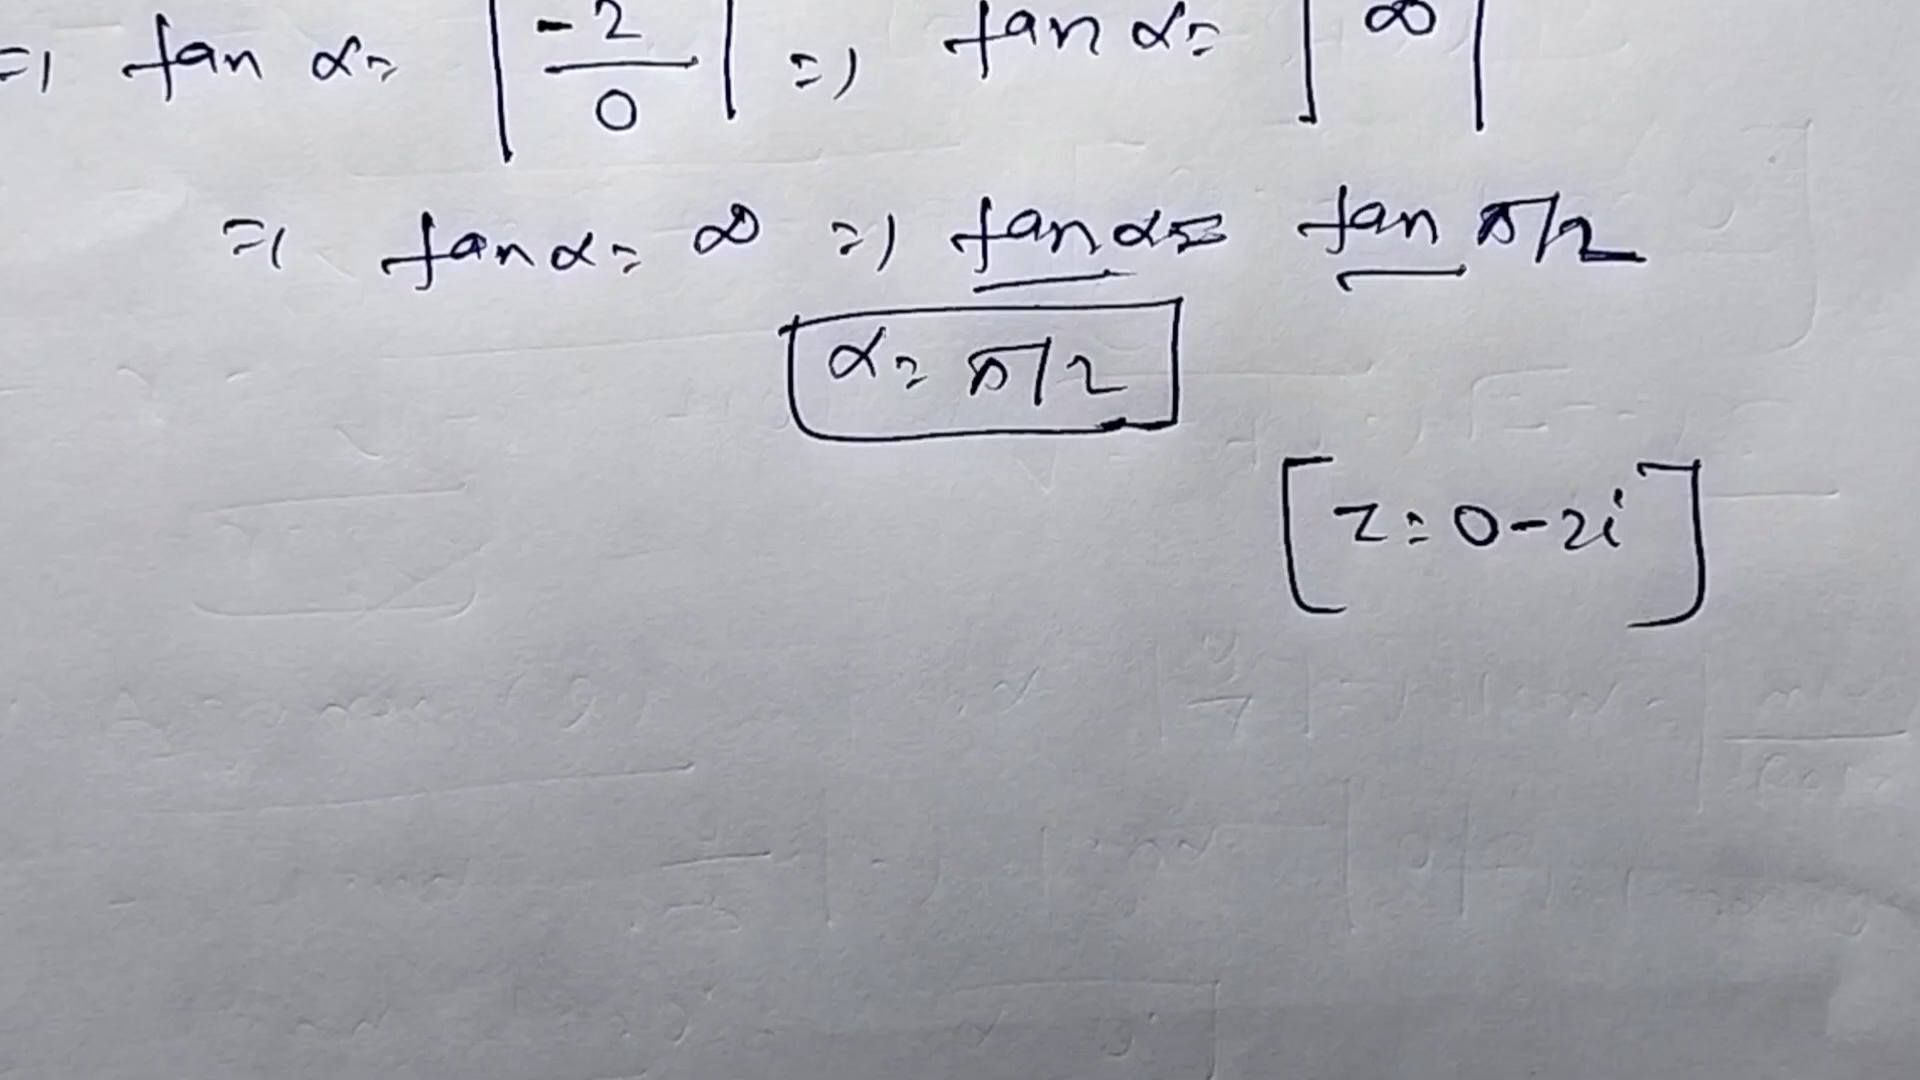 =) tan α = | -2/0 | =) tan α = | ∞ |
=) tan α = ∞ =) tan α = tan π/2
α = π/2
[z = 0-2i]